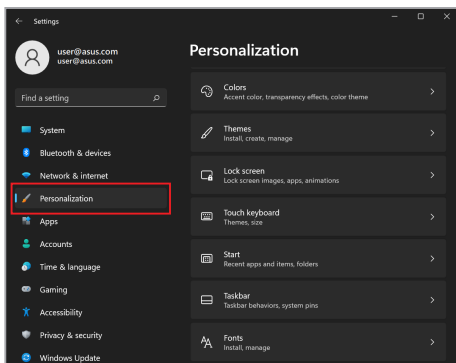 Settings
user@asus.com
user@asus.com
Find a setting
System
Bluetooth & devices
Network & internet
Personalization
Apps
Accounts
Time & language
Gaming
Accessibility
Privacy & security
Windows Update
Personalization
Colors
Accent color, transparency effects, color theme
Themes
Install, create, manage
Lock screen
Lock screen images, apps, animations
Touch keyboard
Themes, size
Start
Recent apps and items, folders
Taskbar
Taskbar behaviors, system pins
Fonts
Install, manage